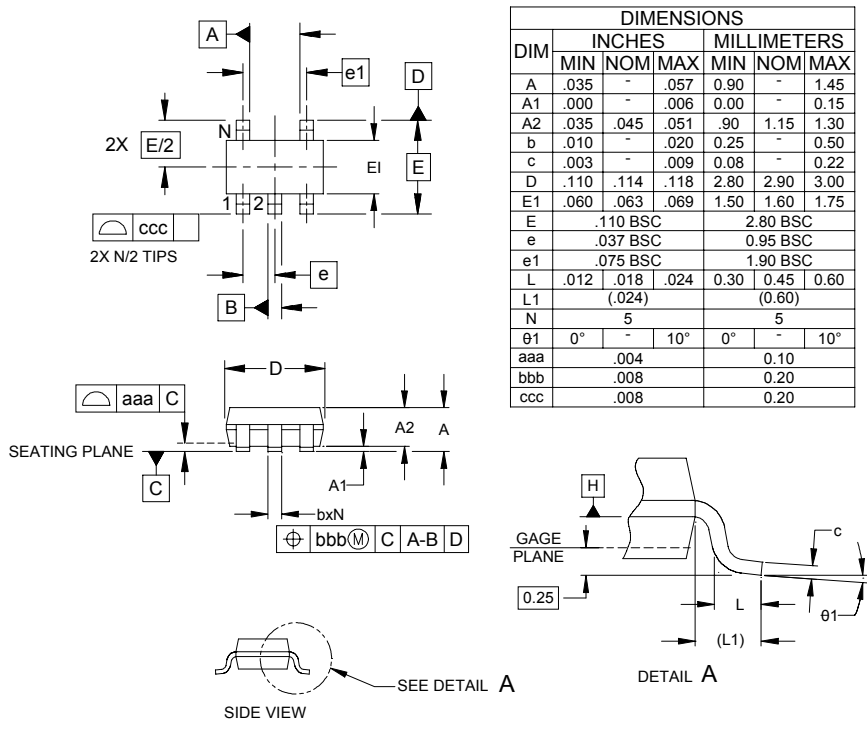 A
e1
D
N
2X E/2
EI
E
1 2
⌓ ccc
2X N/2 TIPS
e
B
D
⌓ aaa C
A2 A
SEATING PLANE
C
A1
bxN
⌖ bbbⓂ C A-B D
SEE DETAIL A
SIDE VIEW
DIMENSIONS
DIM INCHES MILLIMETERS
MIN NOM MAX MIN NOM MAX
A .035 - .057 0.90 - 1.45
A1 .000 - .006 0.00 - 0.15
A2 .035 .045 .051 .90 1.15 1.30
b .010 - .020 0.25 - 0.50
c .003 - .009 0.08 - 0.22
D .110 .114 .118 2.80 2.90 3.00
E1 .060 .063 .069 1.50 1.60 1.75
E .110 BSC 2.80 BSC
e .037 BSC 0.95 BSC
e1 .075 BSC 1.90 BSC
L .012 .018 .024 0.30 0.45 0.60
L1 (.024) (0.60)
N 5 5
θ1 0° - 10° 0° - 10°
aaa .004 0.10
bbb .008 0.20
ccc .008 0.20
H
GAGE
PLANE
c
0.25
L
θ1
(L1)
DETAIL A